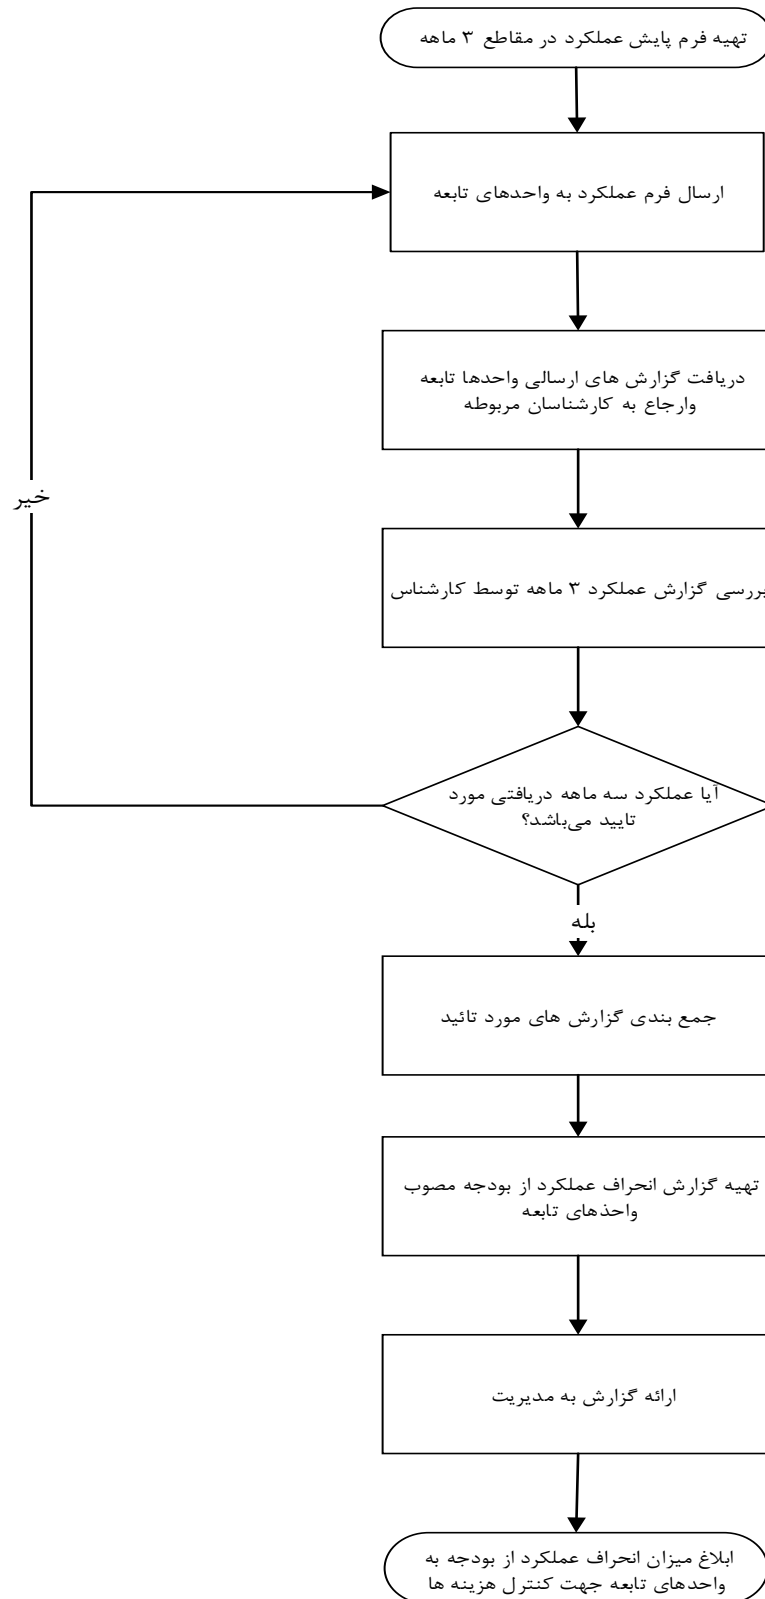 تهیه فرم پایش عملکرد در مقاطع ۳ ماهه
ارسال فرم عملکرد به واحدهای تابعه
دریافت گزارش های ارسالی واحدها تابعه
وارجاع به کارشناسان مربوطه
خیر
بررسی گزارش عملکرد ۳ ماهه توسط کارشناس
آیا عملکرد سه ماهه دریافتی مورد
تایید می‌باشد؟
بله
جمع بندی گزارش های مورد تائید
تهیه گزارش انحراف عملکرد از بودجه مصوب
واحذهای تابعه
ارائه گزارش به مدیریت
ابلاغ میزان انحراف عملکرد از بودجه به
واحدهای تابعه جهت کنترل هزینه ها